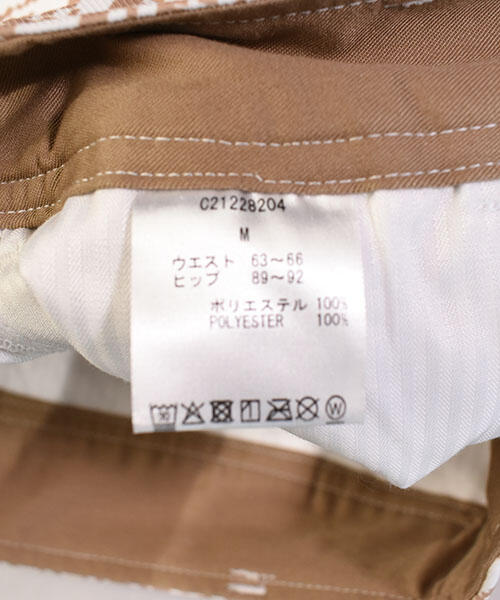 C21228204
M
ウエスト 63～66
ヒップ 89～92
ポリエステル 100%
POLYESTER 100%
W